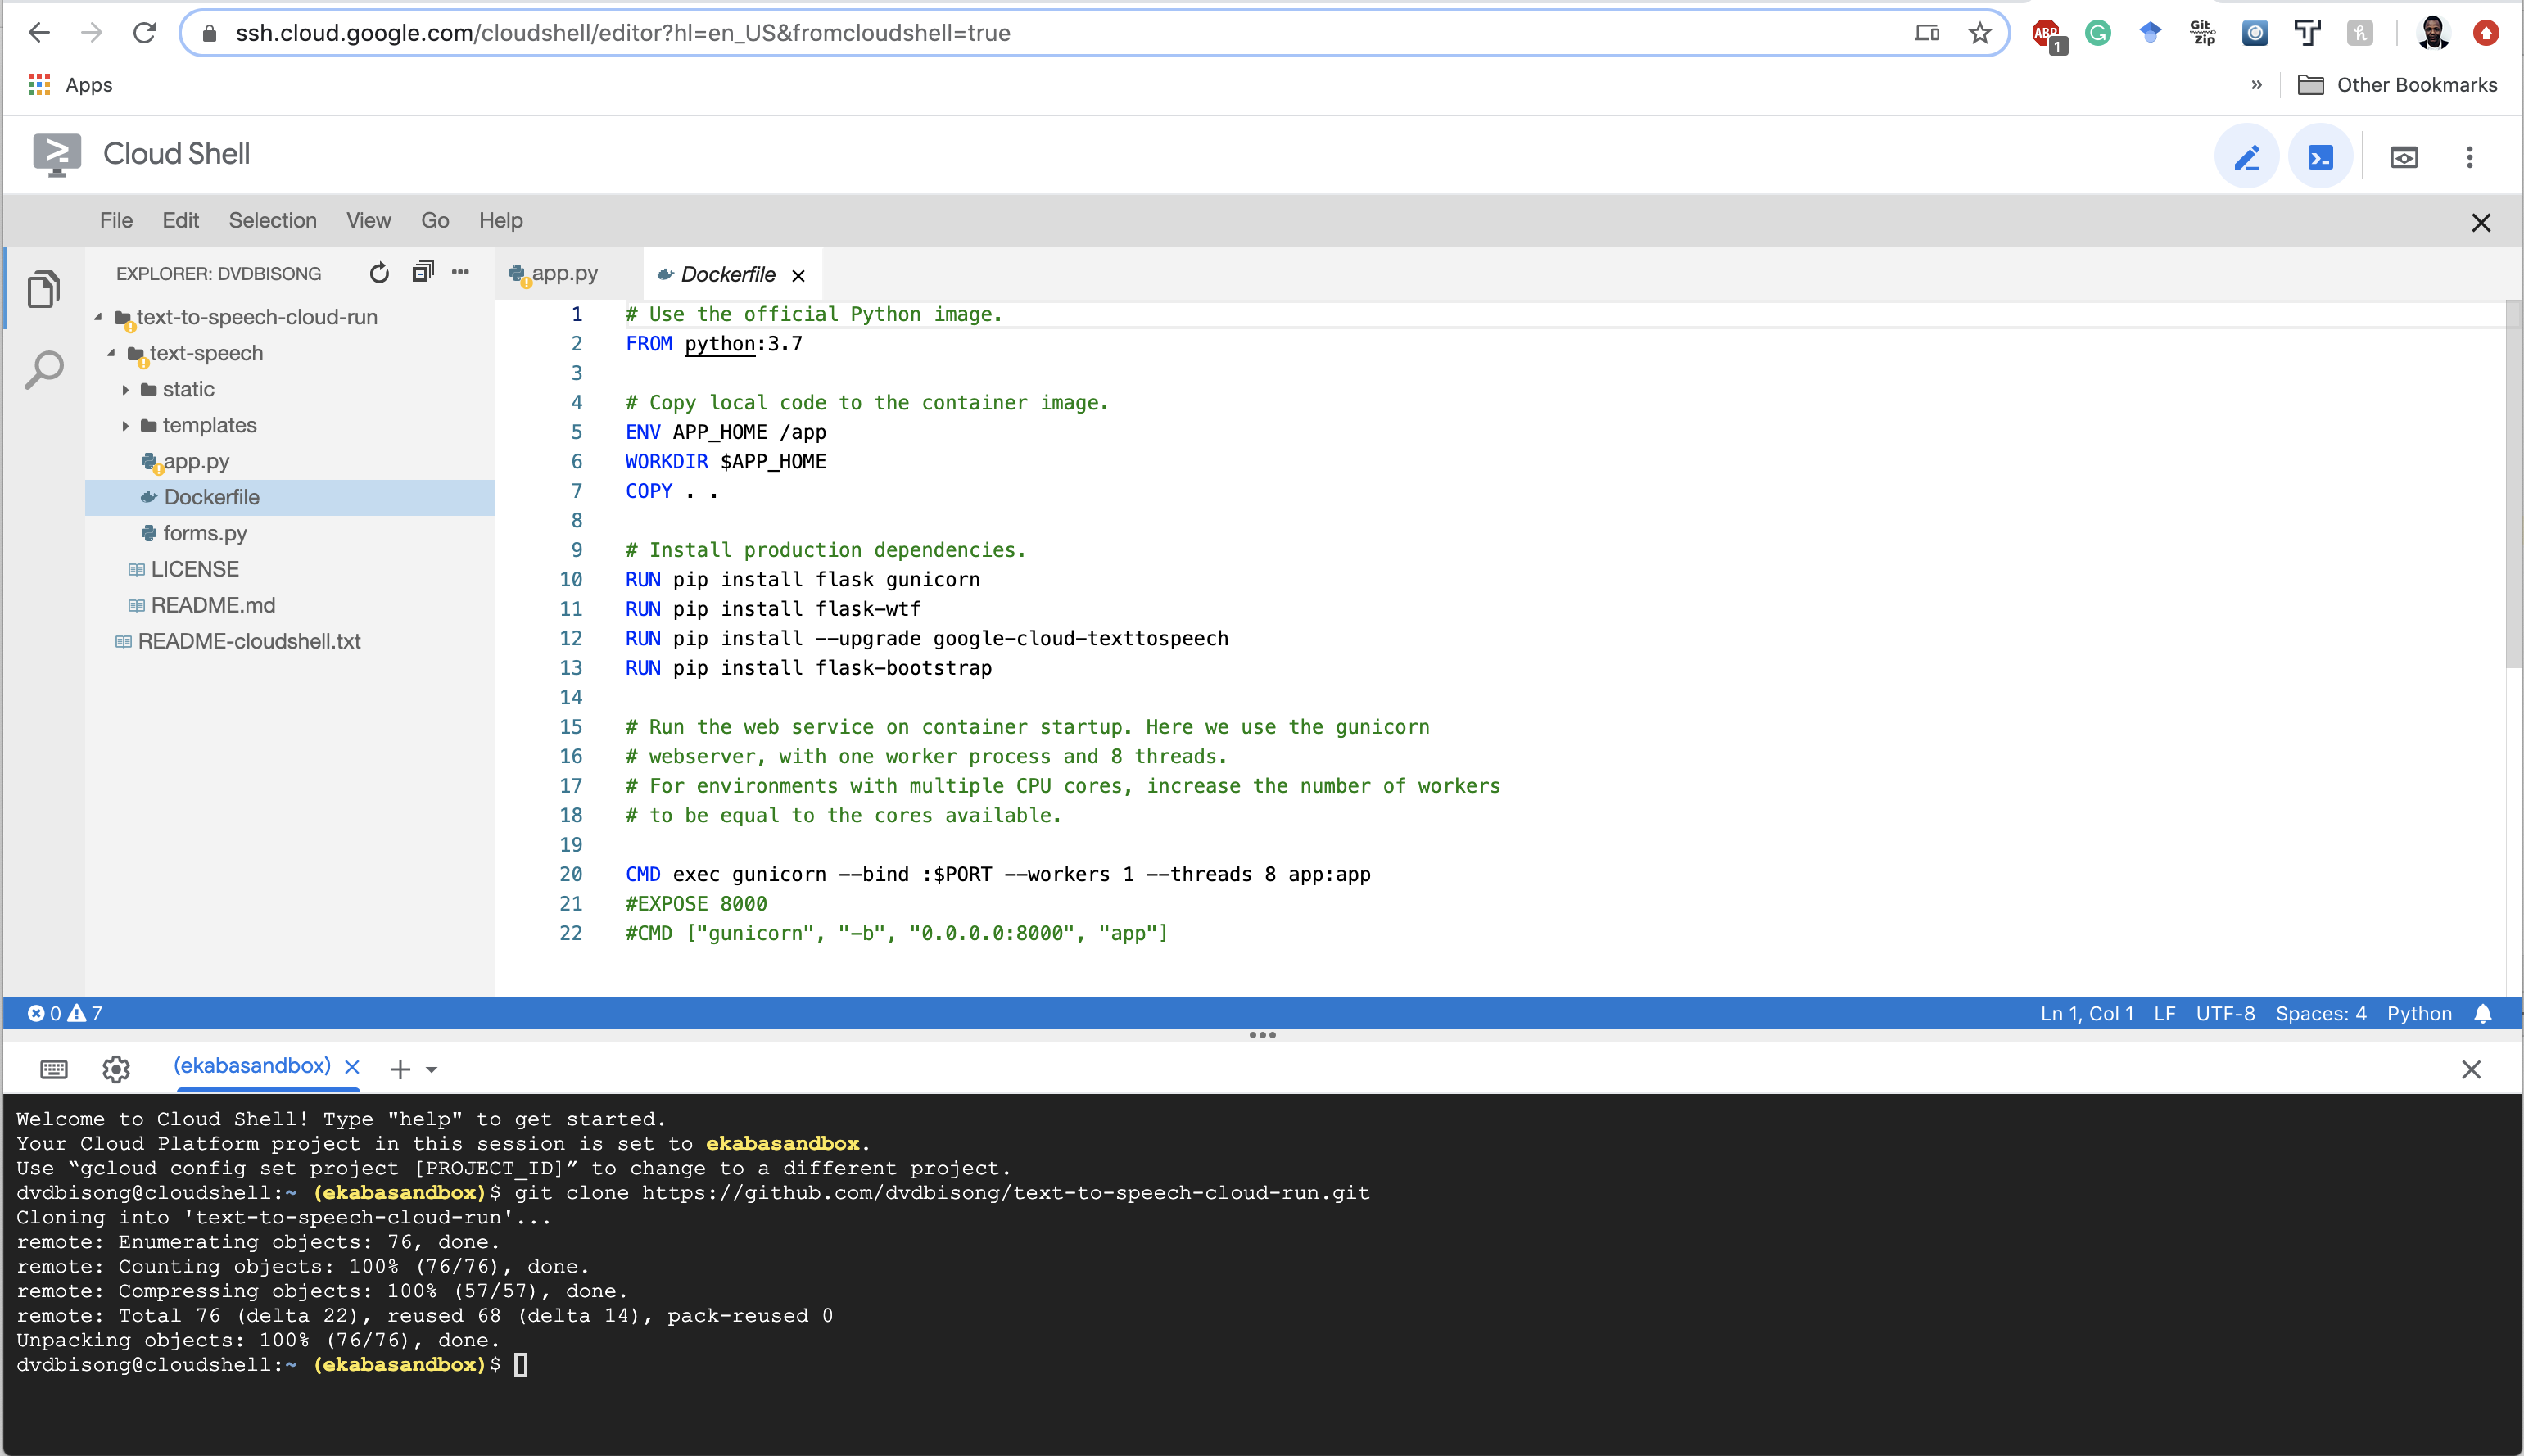 ssh.cloud.google.com/cloudshell/editor?hl=en_US&fromcloudshell=true
ABP
1
Git
Zip
Apps
» Other Bookmarks
Cloud Shell
File Edit Selection View Go Help
EXPLORER: DVDBISONG
text-to-speech-cloud-run
text-speech
static
templates
app.py
Dockerfile
forms.py
LICENSE
README.md
README-cloudshell.txt
app.py Dockerfile
1 # Use the official Python image.
2 FROM python:3.7
3
4 # Copy local code to the container image.
5 ENV APP_HOME /app
6 WORKDIR $APP_HOME
7 COPY . .
8
9 # Install production dependencies.
10 RUN pip install flask gunicorn
11 RUN pip install flask-wtf
12 RUN pip install --upgrade google-cloud-texttospeech
13 RUN pip install flask-bootstrap
14
15 # Run the web service on container startup. Here we use the gunicorn
16 # webserver, with one worker process and 8 threads.
17 # For environments with multiple CPU cores, increase the number of workers
18 # to be equal to the cores available.
19
20 CMD exec gunicorn --bind :$PORT --workers 1 --threads 8 app:app
21 #EXPOSE 8000
22 #CMD ["gunicorn", "-b", "0.0.0.0:8000", "app"]
0 7 Ln 1, Col 1 LF UTF-8 Spaces: 4 Python
(ekabasandbox)
Welcome to Cloud Shell! Type "help" to get started.
Your Cloud Platform project in this session is set to ekabasandbox.
Use “gcloud config set project [PROJECT_ID]” to change to a different project.
dvdbisong@cloudshell:~ (ekabasandbox)$ git clone https://github.com/dvdbisong/text-to-speech-cloud-run.git
Cloning into 'text-to-speech-cloud-run'...
remote: Enumerating objects: 76, done.
remote: Counting objects: 100% (76/76), done.
remote: Compressing objects: 100% (57/57), done.
remote: Total 76 (delta 22), reused 68 (delta 14), pack-reused 0
Unpacking objects: 100% (76/76), done.
dvdbisong@cloudshell:~ (ekabasandbox)$